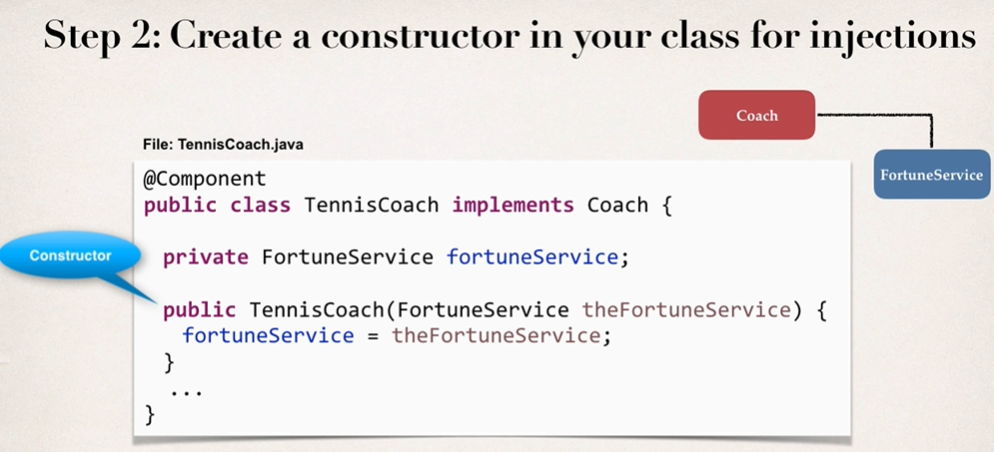 Step 2: Create a constructor in your class for injections
Coach
FortuneService
File: TennisCoach.java
@Component
public class TennisCoach implements Coach {
Constructor
private FortuneService fortuneService;
public TennisCoach(FortuneService theFortuneService) {
fortuneService = theFortuneService;
}
...
}